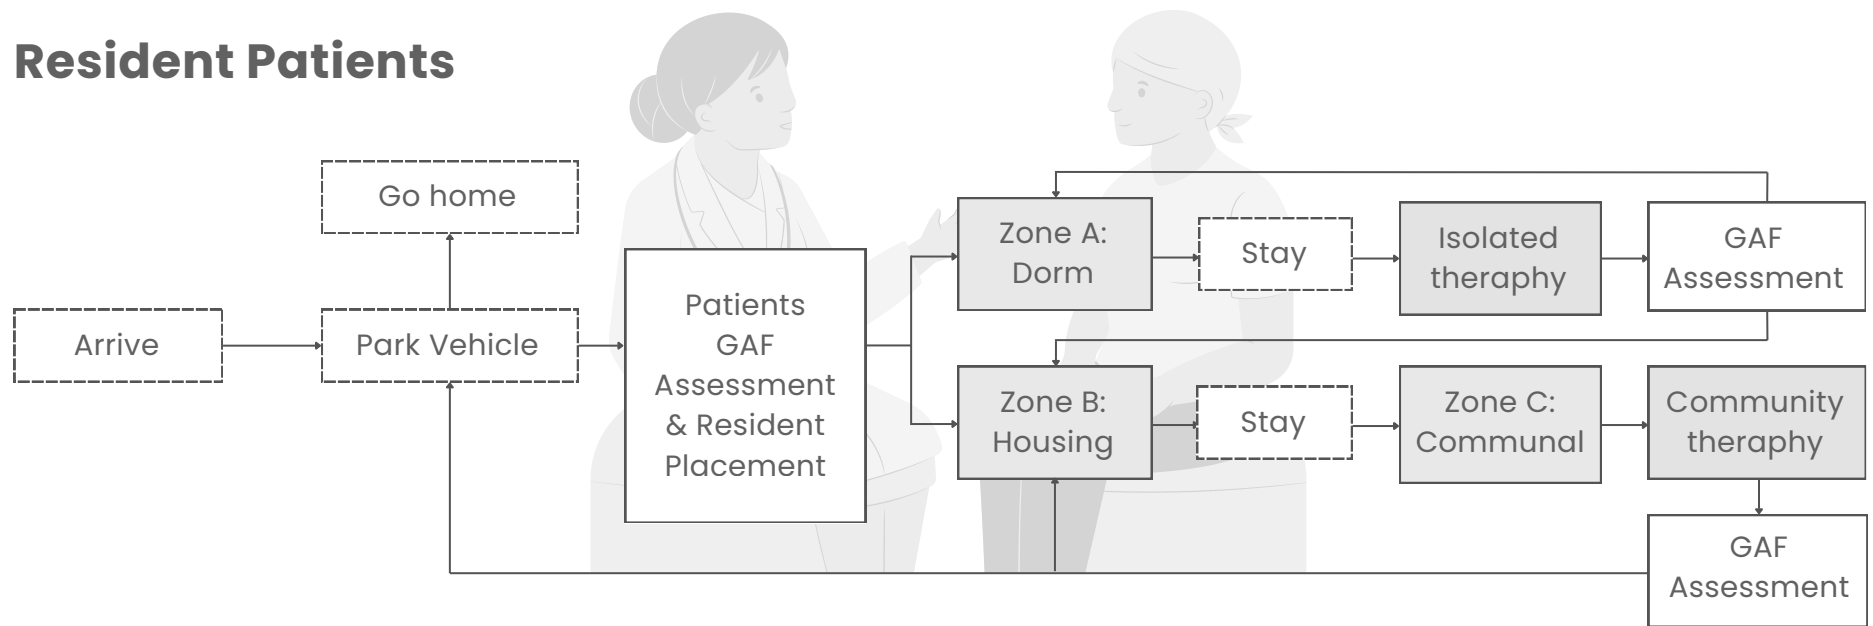 Resident Patients
Go home
Arrive
Park Vehicle
Patients
GAF
Assessment
& Resident
Placement
Zone A:
Dorm
Stay
Isolated
theraphy
GAF
Assessment
Zone B:
Housing
Stay
Zone C:
Communal
Community
theraphy
GAF
Assessment